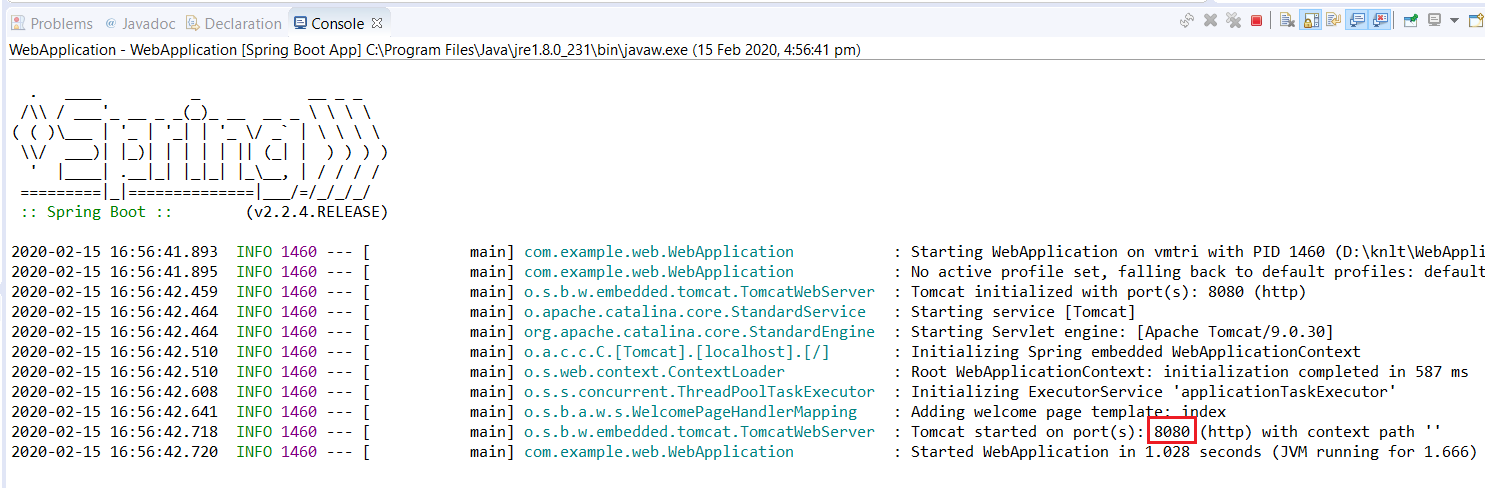 Problems @ Javadoc Declaration Console
WebApplication - WebApplication [Spring Boot App] C:\Program Files\Java\jre1.8.0_231\bin\javaw.exe (15 Feb 2020, 4:56:41 pm)
  .   ____          _            __ _ _
 /\\ / ___'_ __ _ _(_)_ __  __ _ \ \ \ \
( ( )\___ | '_ | '_| | '_ \/ _` | \ \ \ \
 \\/  ___)| |_)| | | | | || (_| |  ) ) ) )
  '  |____| .__|_| |_|_| |_\__, | / / / /
 =========|_|==============|___/=/_/_/_/
 :: Spring Boot ::        (v2.2.4.RELEASE)
2020-02-15 16:56:41.893  INFO 1460 --- [           main] com.example.web.WebApplication           : Starting WebApplication on vmtri with PID 1460 (D:\knlt\WebAppli
2020-02-15 16:56:41.895  INFO 1460 --- [           main] com.example.web.WebApplication           : No active profile set, falling back to default profiles: default
2020-02-15 16:56:42.459  INFO 1460 --- [           main] o.s.b.w.embedded.tomcat.TomcatWebServer  : Tomcat initialized with port(s): 8080 (http)
2020-02-15 16:56:42.464  INFO 1460 --- [           main] o.apache.catalina.core.StandardService   : Starting service [Tomcat]
2020-02-15 16:56:42.464  INFO 1460 --- [           main] org.apache.catalina.core.StandardEngine  : Starting Servlet engine: [Apache Tomcat/9.0.30]
2020-02-15 16:56:42.510  INFO 1460 --- [           main] o.a.c.c.C.[Tomcat].[localhost].[/]       : Initializing Spring embedded WebApplicationContext
2020-02-15 16:56:42.510  INFO 1460 --- [           main] o.s.web.context.ContextLoader            : Root WebApplicationContext: initialization completed in 587 ms
2020-02-15 16:56:42.608  INFO 1460 --- [           main] o.s.s.concurrent.ThreadPoolTaskExecutor  : Initializing ExecutorService 'applicationTaskExecutor'
2020-02-15 16:56:42.641  INFO 1460 --- [           main] o.s.b.a.w.s.WelcomePageHandlerMapping    : Adding welcome page template: index
2020-02-15 16:56:42.718  INFO 1460 --- [           main] o.s.b.w.embedded.tomcat.TomcatWebServer  : Tomcat started on port(s): 8080 (http) with context path ''
2020-02-15 16:56:42.720  INFO 1460 --- [           main] com.example.web.WebApplication           : Started WebApplication in 1.028 seconds (JVM running for 1.666)